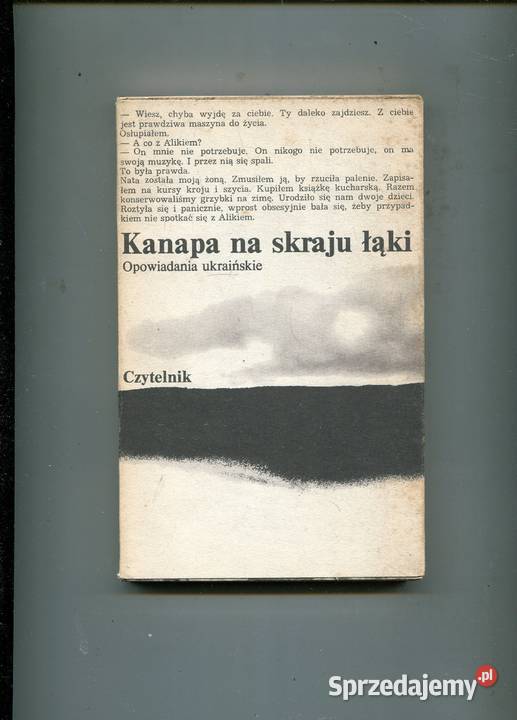 — Wiesz, chyba wyjdę za ciebie. Ty daleko zajdziesz. Z ciebie
jest prawdziwa maszyna do życia.
Osłupiałem.
— A co z Alikiem?
— On mnie nie potrzebuje. On nikogo nie potrzebuje, on ma
swoją muzykę. I przez nią się spali.
To była prawda.
Nata została moją żoną. Zmusiłem ją, by rzuciła palenie. Zapisa-
łem na kursy kroju i szycia. Kupiłem książkę kucharską. Razem
konserwowaliśmy grzybki na zimę. Urodziło się nam dwoje dzieci.
Roztyła się i panicznie, wprost obsesyjnie bała się, żeby przypad-
kiem nie spotkać się z Alikiem.
Kanapa na skraju łąki
Opowiadania ukraińskie
Czytelnik
Sprzedajemy.pl